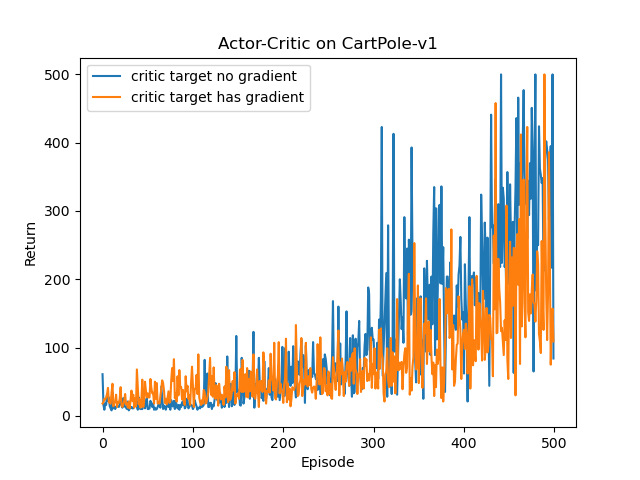 Actor-Critic on CartPole-v1
critic target no gradient
critic target has gradient
500
400
300
200
100
0
Return
0 100 200 300 400 500
Episode